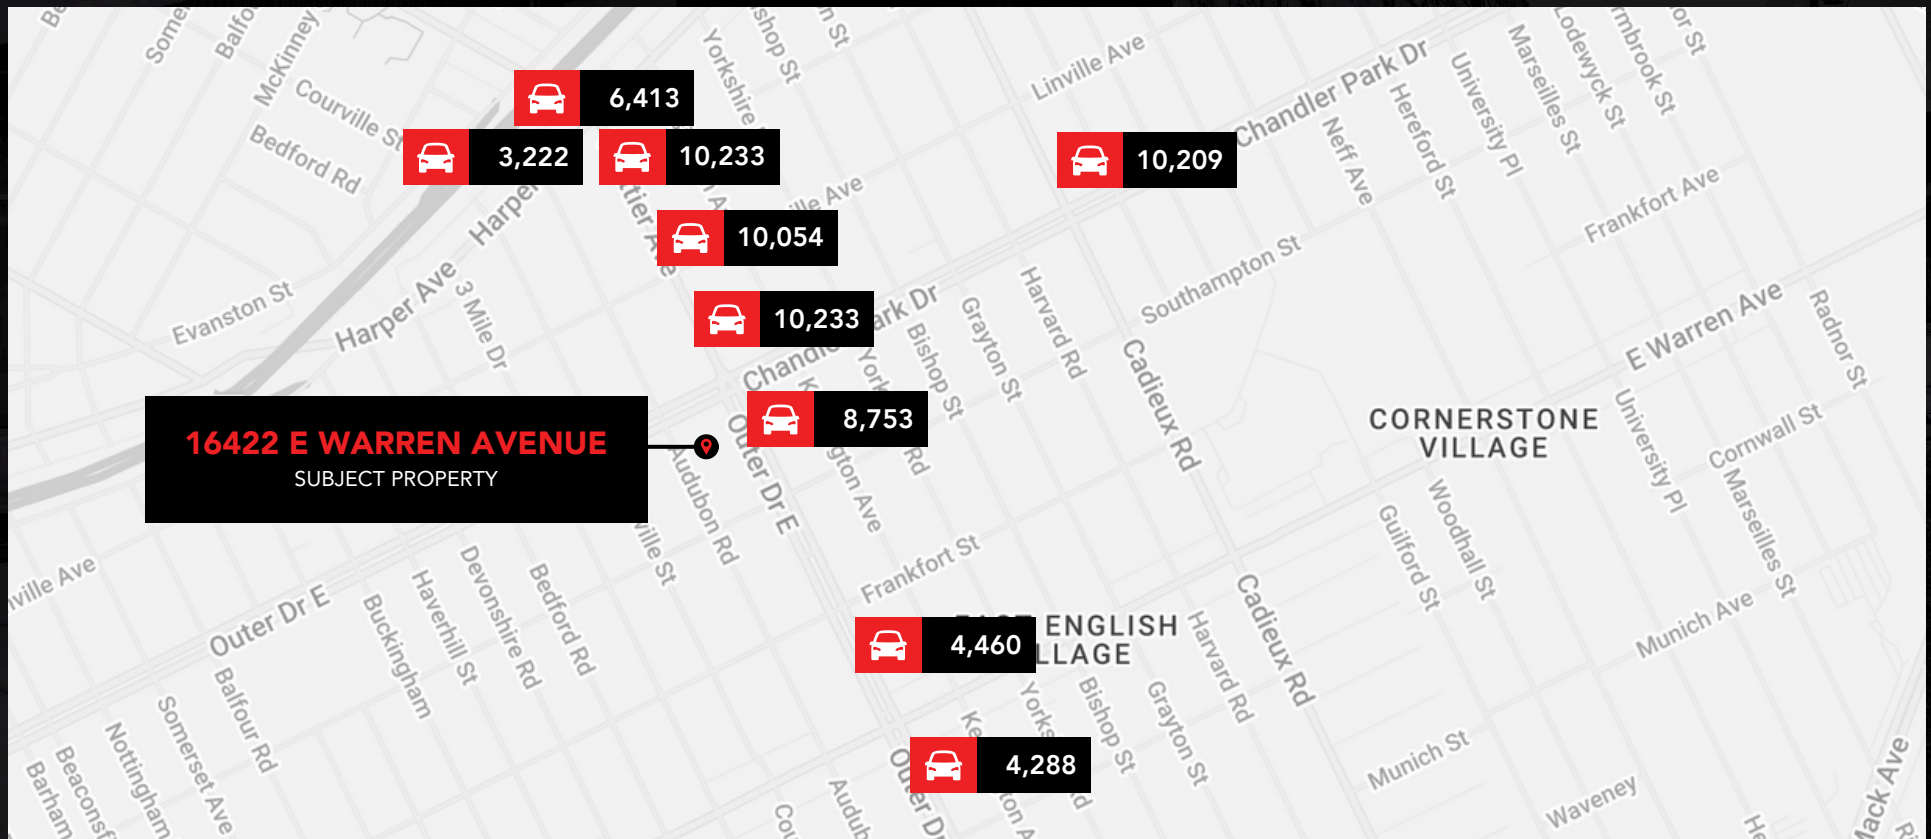 Linville Ave
Chandler Park Dr
Courville St
Bedford Rd
6,413
3,222
10,233
10,209
10,054
10,233
8,753
4,460
4,288
Yorkshire
University Pl
Marseilles St
Lodewyck St
Hereford St
Neff Ave
Frankfort Ave
Southampton St
Harvard Rd
Grayton St
Bishop St
Evanston St
Harper Ave
Harper
3 Mile Dr
McKinney
E Warren Ave
Radnor St
Cadieux Rd
CORNERSTONE
VILLAGE
University Pl
Cornwall St
Marseilles St
Woodhall St
Guilford St
16422 E WARREN AVENUE
SUBJECT PROPERTY
Audubon Rd
Outer Dr E
Frankfort St
ENGLISH
Harvard Rd
Cadieux Rd
Munich Ave
Outer Dr E
Buckingham
Haverhill St
Devonshire Rd
Bedford Rd
Balfour Rd
Somerset Ave
Nottingham
Barham
Bishop St
Grayton St
Munich St
Waveney
Mack Ave